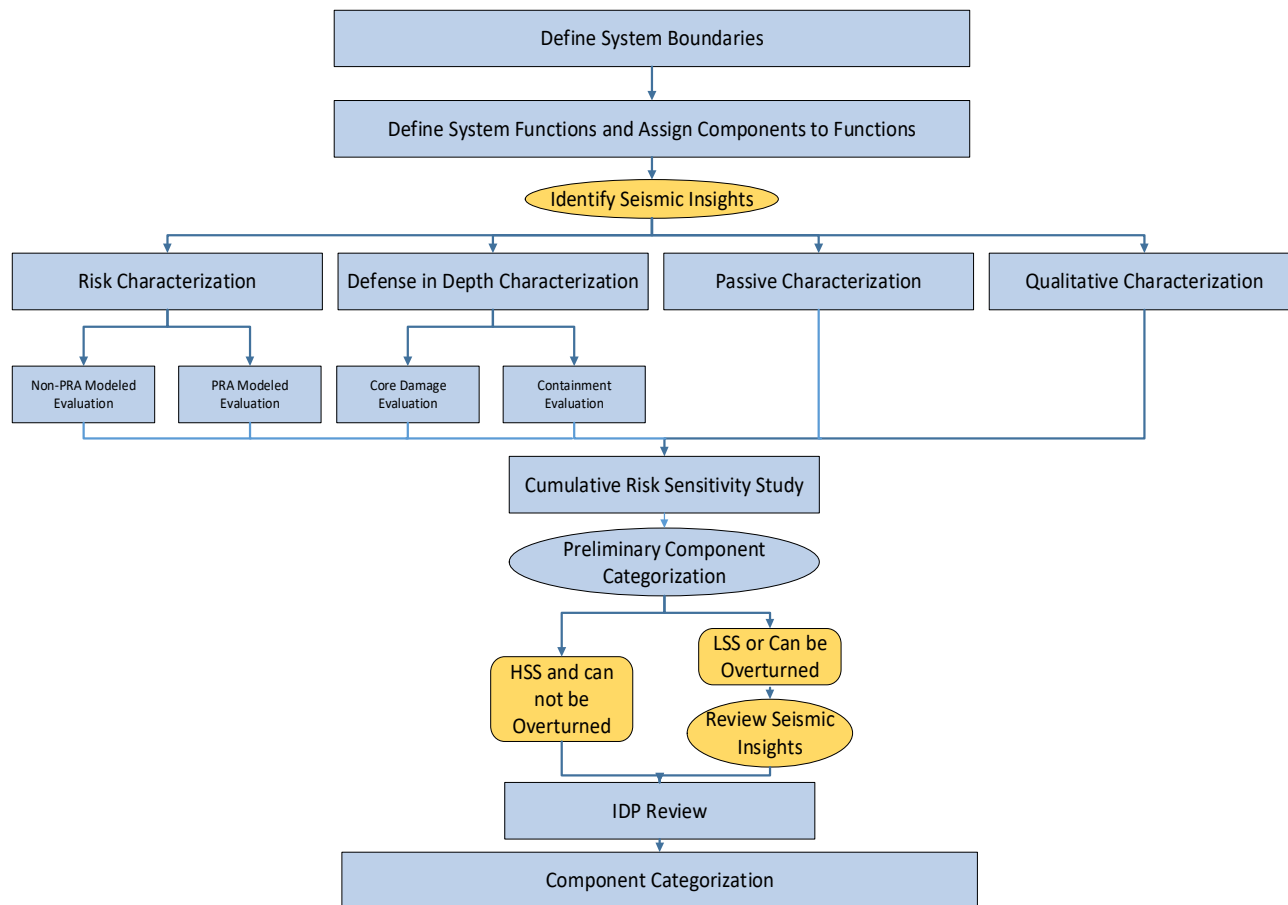 Define System Boundaries
Define System Functions and Assign Components to Functions
Identify Seismic Insights
Risk Characterization
Defense in Depth Characterization
Passive Characterization
Qualitative Characterization
Non-PRA Modeled
Evaluation
PRA Modeled
Evaluation
Core Damage
Evaluation
Containment
Evaluation
Cumulative Risk Sensitivity Study
Preliminary Component
Categorization
HSS and can
not be
Overturned
LSS or Can be
Overturned
Review Seismic
Insights
IDP Review
Component Categorization